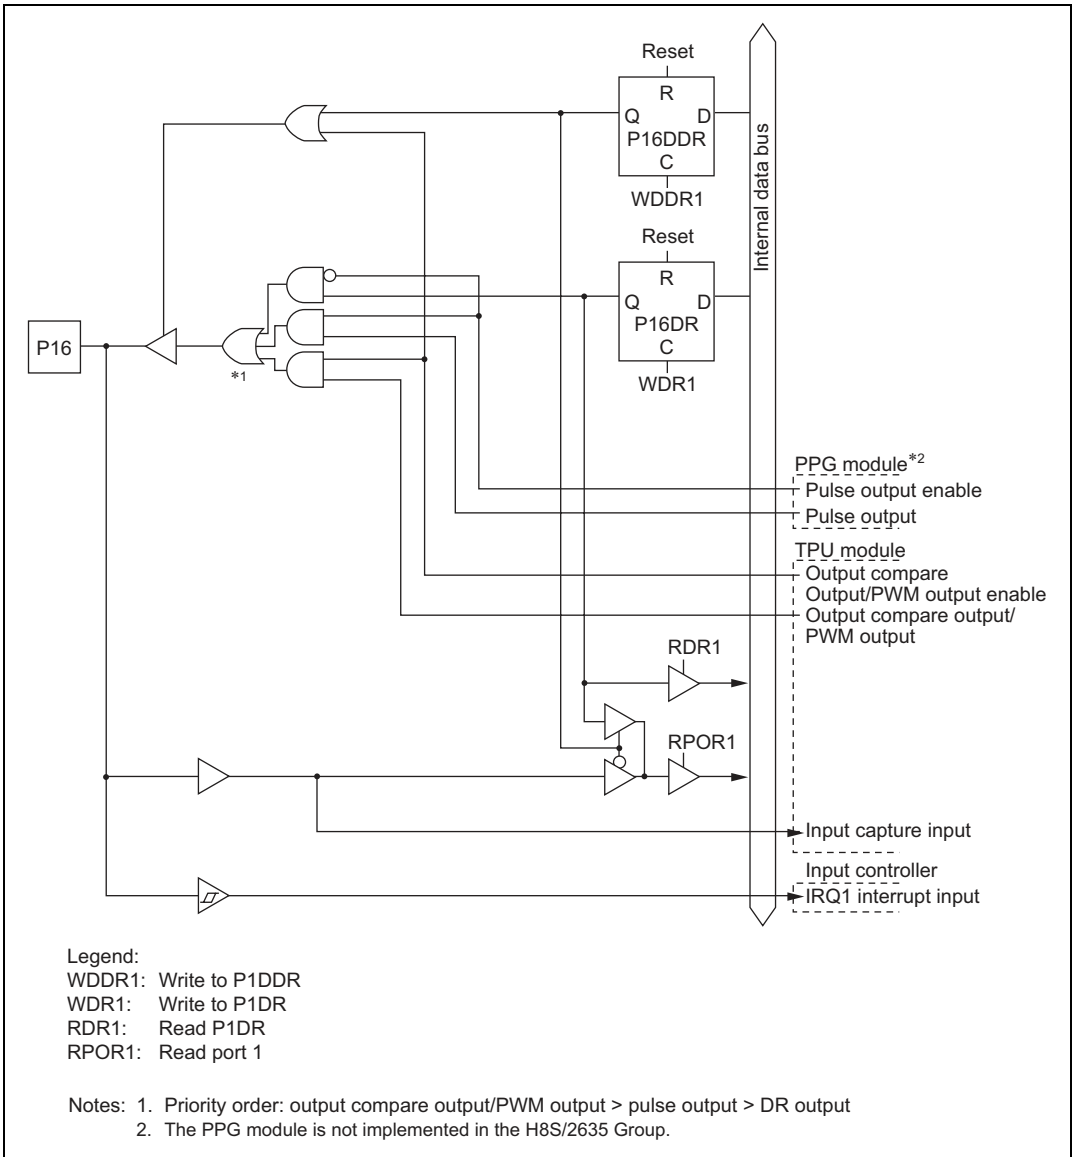 Reset
R
Q D
P16DDR
C
WDDR1
Internal data bus
Reset
R
Q D
P16DR
C
WDR1
P16
*1
PPG module*2
Pulse output enable
Pulse output
TPU module
Output compare
Output/PWM output enable
Output compare output/
PWM output
RDR1
RPOR1
Input capture input
Input controller
IRQ1 interrupt input
Legend:
WDDR1: Write to P1DDR
WDR1: Write to P1DR
RDR1: Read P1DR
RPOR1: Read port 1
Notes: 1. Priority order: output compare output/PWM output > pulse output > DR output
2. The PPG module is not implemented in the H8S/2635 Group.